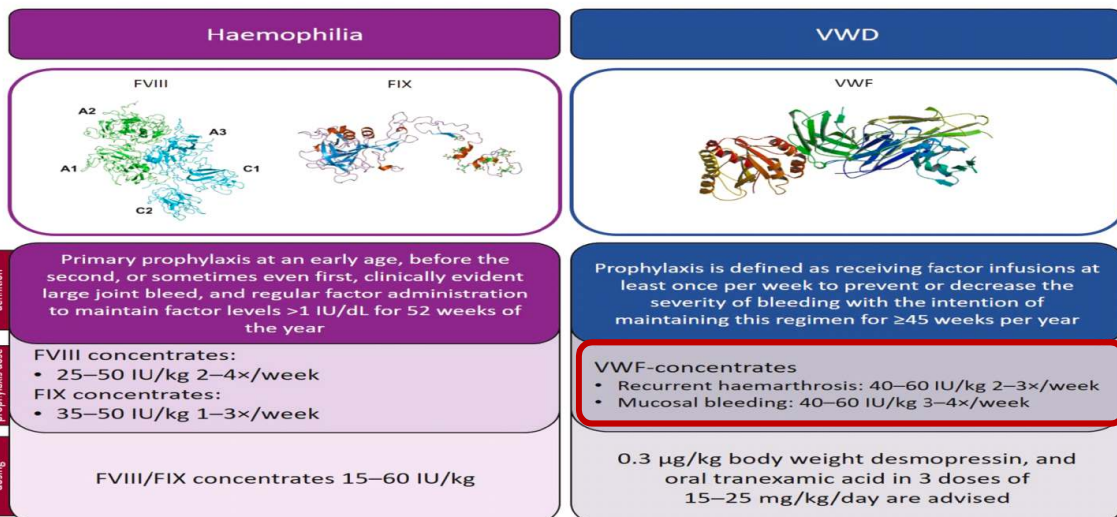 Haemophilia
VWD
FVIII
FIX
VWF
A2
A3
A1
C1
C2
Primary prophylaxis at an early age, before
the second, or sometimes even first, clinically evident
large joint bleed, and regular factor administration
to maintain factor levels >1 IU/dL for 52 weeks of
the year
Prophylaxis is defined as receiving factor infusions at
least once per week to prevent or decrease the
severity of bleeding with the intention of
maintaining this regimen for ≥45 weeks per year
FVIII concentrates:
• 25–50 IU/kg 2–4×/week
FIX concentrates:
• 35–50 IU/kg 1–3×/week
VWF-concentrates
• Recurrent haemarthrosis: 40–60 IU/kg 2–3×/week
• Mucosal bleeding: 40–60 IU/kg 3–4×/week
FVIII/FIX concentrates 15–60 IU/kg
0.3 µg/kg body weight desmopressin, and
oral tranexamic acid in 3 doses of
15–25 mg/kg/day are advised